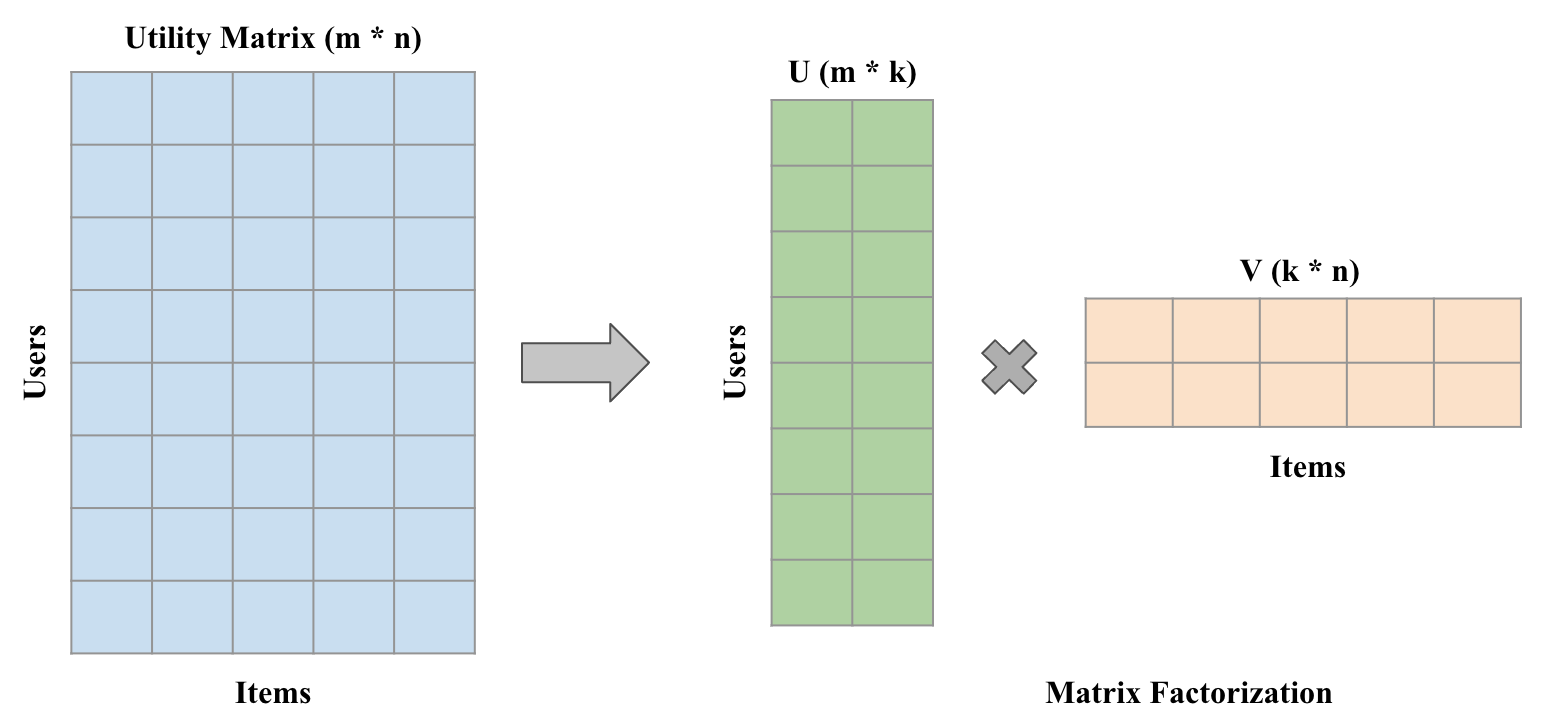 Utility Matrix (m * n)
Users
Items
U (m * k)
Users
V (k * n)
Items
Matrix Factorization